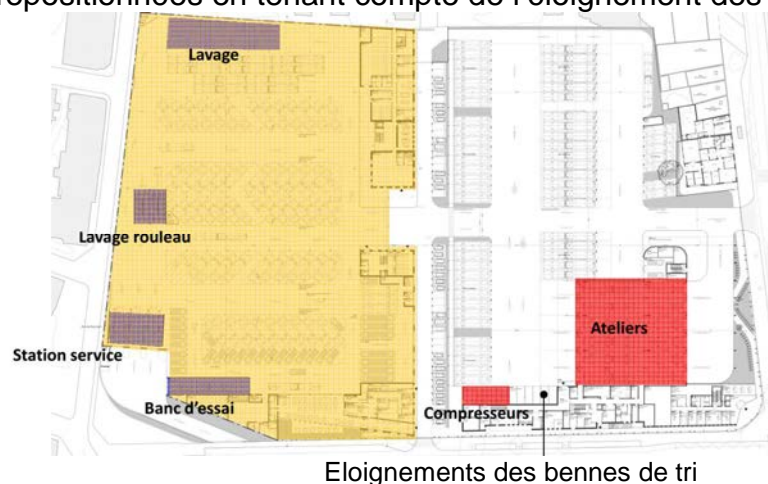 repositionnées en tenant compte de l'éloignement des
Lavage
Lavage rouleau
Station service
Banc d'essai
Ateliers
Compresseurs
Eloignements des bennes de tri